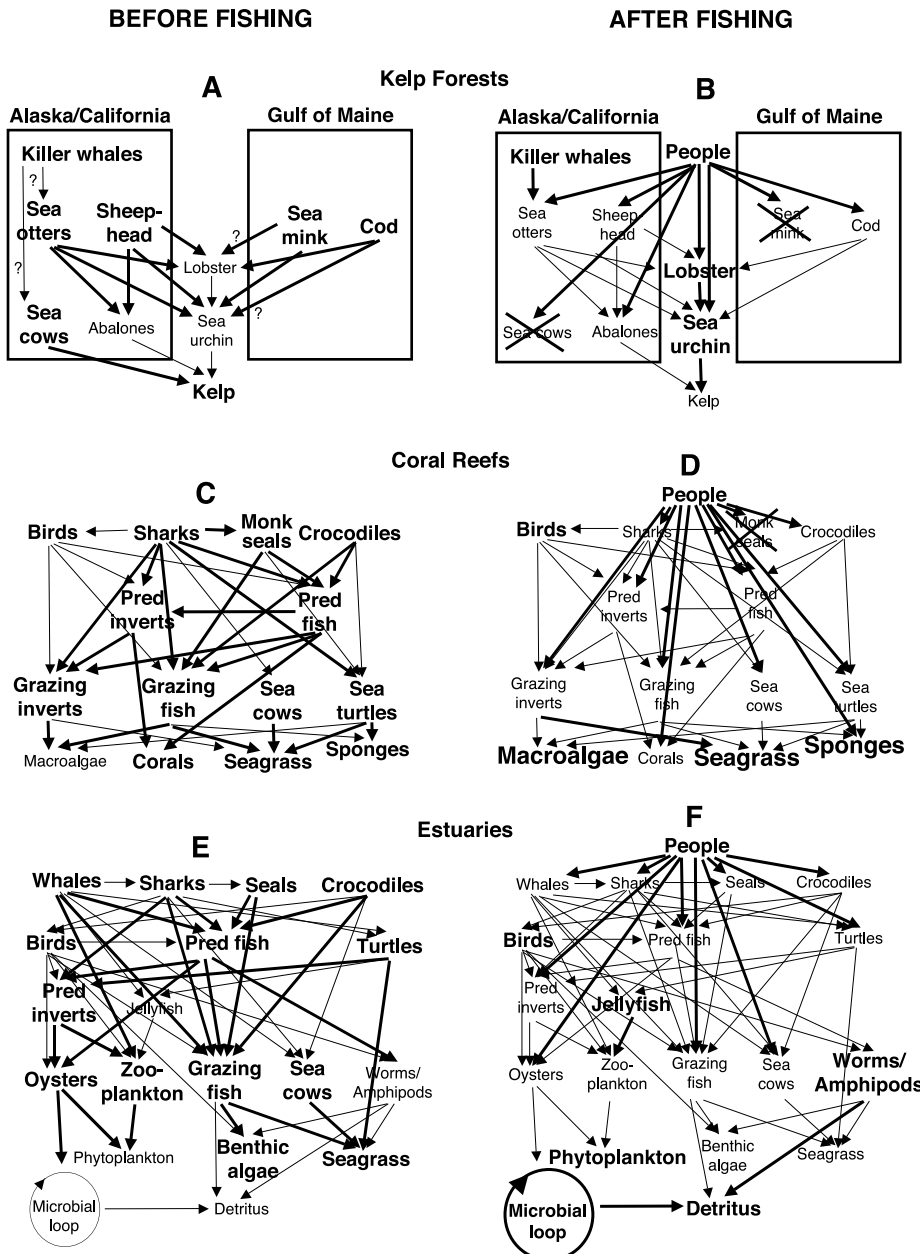 BEFORE FISHING
AFTER FISHING
Kelp Forests
A
Alaska/California
Gulf of Maine
Killer whales
?
Sea
otters
Sheep-
head
?
Sea
mink
Cod
?
Lobster
Sea
cows
Abalones
Sea
urchin
?
Kelp
B
Alaska/California
Gulf of Maine
Killer whales
People
Sea
otters
Sheep-
head
Sea
mink
Cod
Lobster
Sea cows
Abalones
Sea
urchin
Kelp
Coral Reefs
C
Birds
Sharks
Monk
seals
Crocodiles
Pred
inverts
Pred
fish
Grazing
inverts
Grazing
fish
Sea
cows
Sea
turtles
Macroalgae
Corals
Seagrass
Sponges
D
People
Birds
Sharks
Monk
seals
Crocodiles
Pred
inverts
Pred
fish
Grazing
inverts
Grazing
fish
Sea
cows
Sea
turtles
Macroalgae
Corals
Seagrass
Sponges
Estuaries
E
Whales
Sharks
Seals
Crocodiles
Birds
Pred fish
Turtles
Pred
inverts
Jellyfish
Oysters
Zoo-
plankton
Grazing
fish
Sea
cows
Worms/
Amphipods
Phytoplankton
Benthic
algae
Seagrass
Microbial
loop
Detritus
F
People
Whales
Sharks
Seals
Crocodiles
Birds
Pred fish
Turtles
Pred
inverts
Jellyfish
Oysters
Zoo-
plankton
Grazing
fish
Sea
cows
Worms/
Amphipods
Phytoplankton
Benthic
algae
Seagrass
Microbial
loop
Detritus